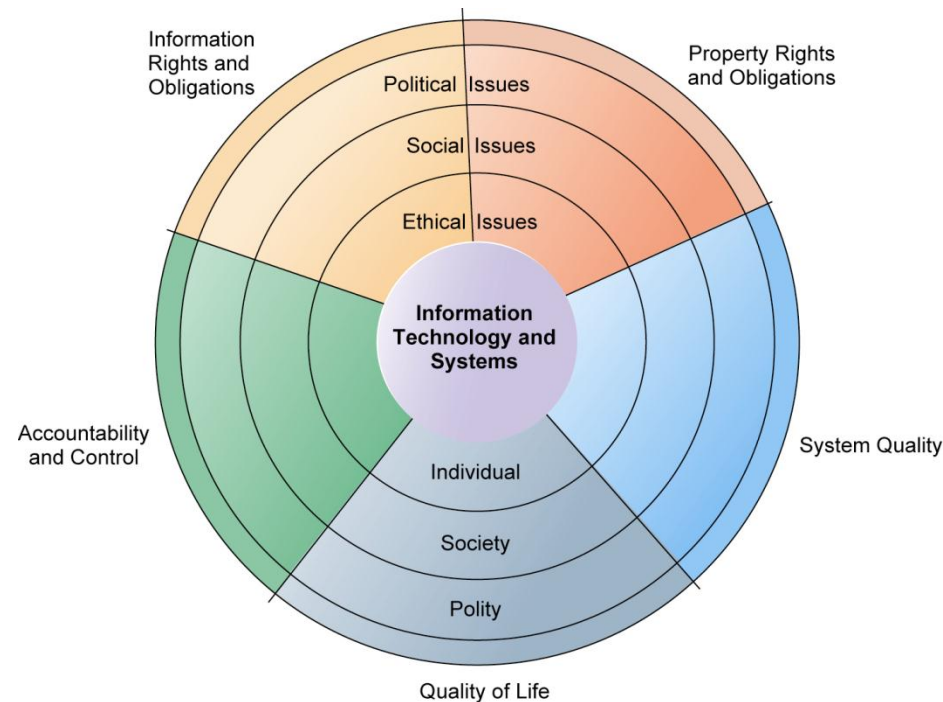 Information
Rights and
Obligations
Property Rights
and Obligations
Political Issues
Social Issues
Ethical Issues
Information
Technology and
Systems
Accountability
and Control
System Quality
Individual
Society
Polity
Quality of Life